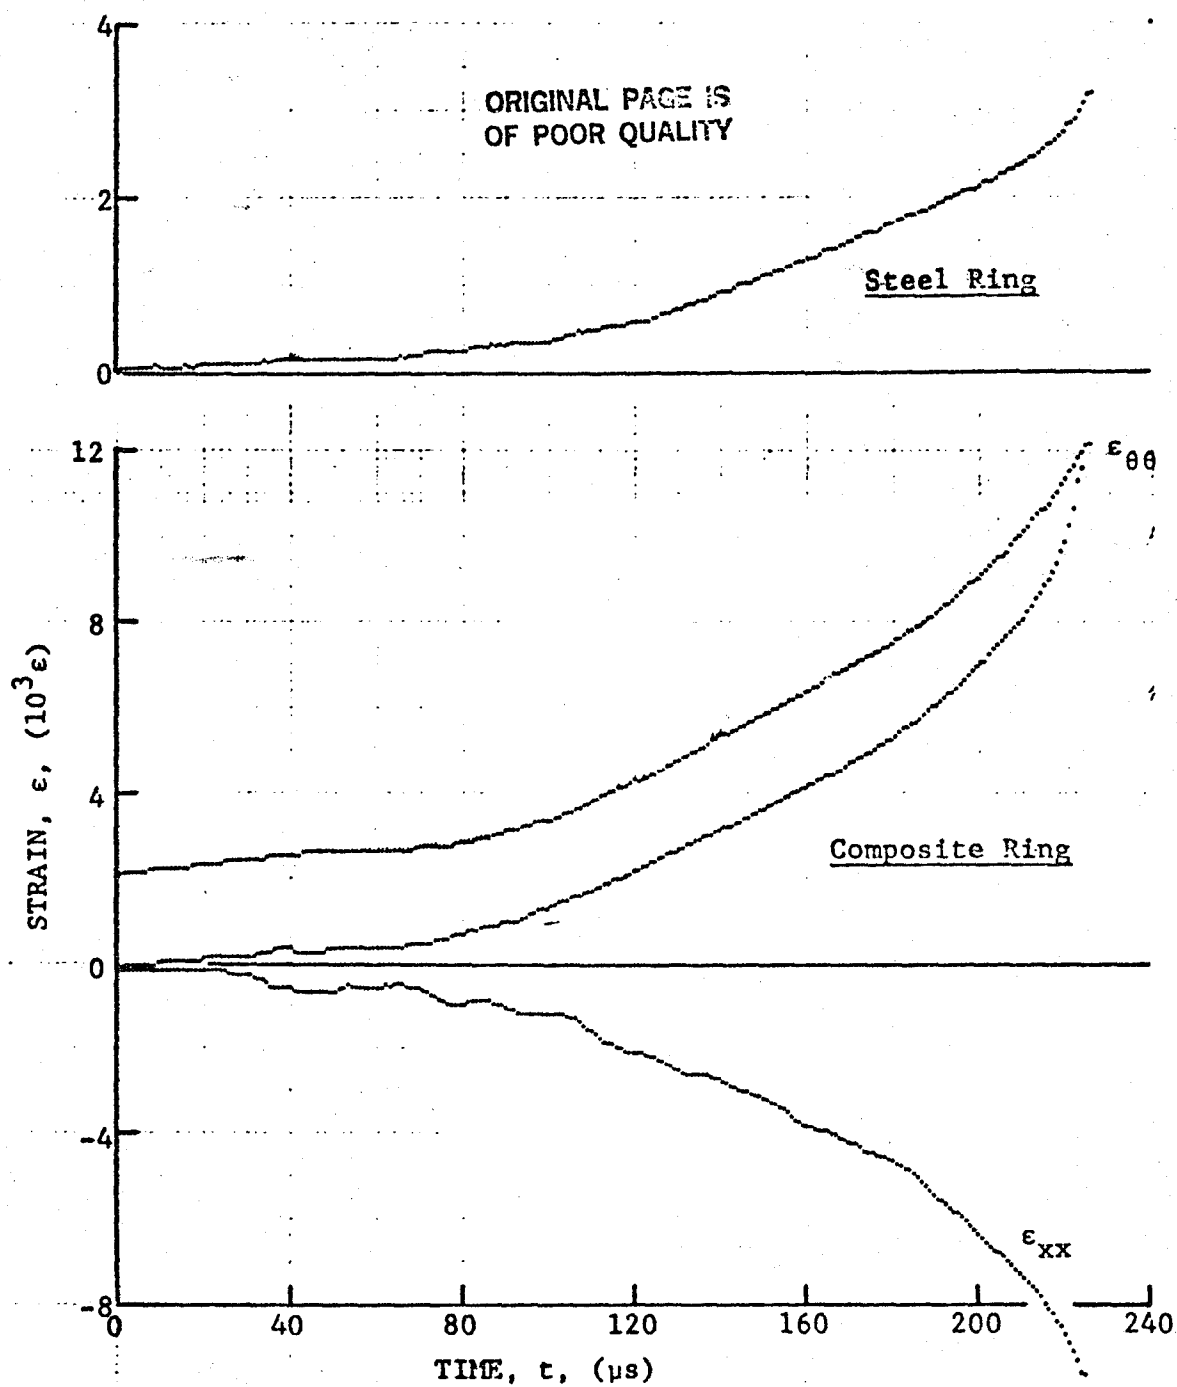 4
ORIGINAL PAGE IS
OF POOR QUALITY
2
Steel Ring
0
12
εθθ
8
STRAIN, ε, (10³ε)
4
Composite Ring
0
-4
εxx
-8
0 40 80 120 160 200 240
TIME, t, (µs)